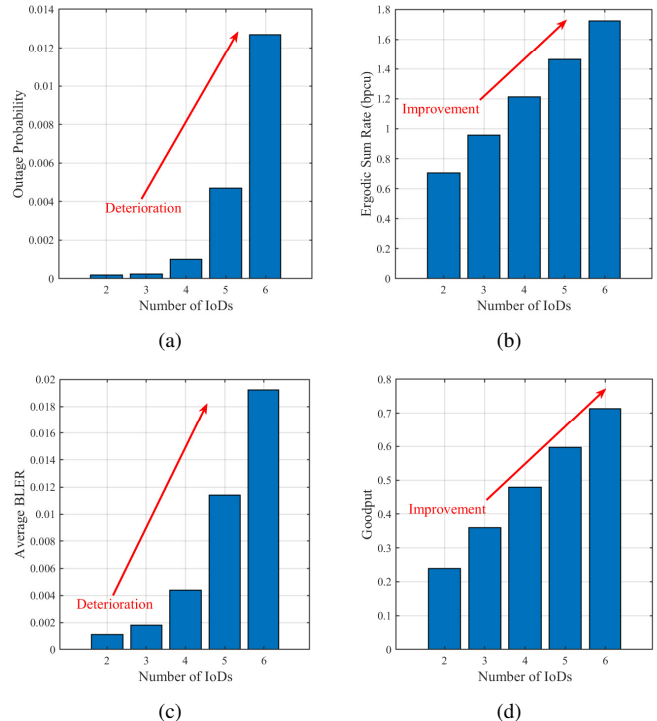 0.014
0.012
0.01
0.008
0.006
0.004
0.002
0
Outage Probability
Deterioration
2 3 4 5 6
Number of IoDs
(a)
1.8
1.6
1.4
1.2
1
0.8
0.6
0.4
0.2
0
Ergodic Sum Rate (bpcu)
Improvement
2 3 4 5 6
Number of IoDs
(b)
0.02
0.018
0.016
0.014
0.012
0.01
0.008
0.006
0.004
0.002
0
Average BLER
Deterioration
2 3 4 5 6
Number of IoDs
(c)
0.8
0.7
0.6
0.5
0.4
0.3
0.2
0.1
0
Goodput
Improvement
2 3 4 5 6
Number of IoDs
(d)